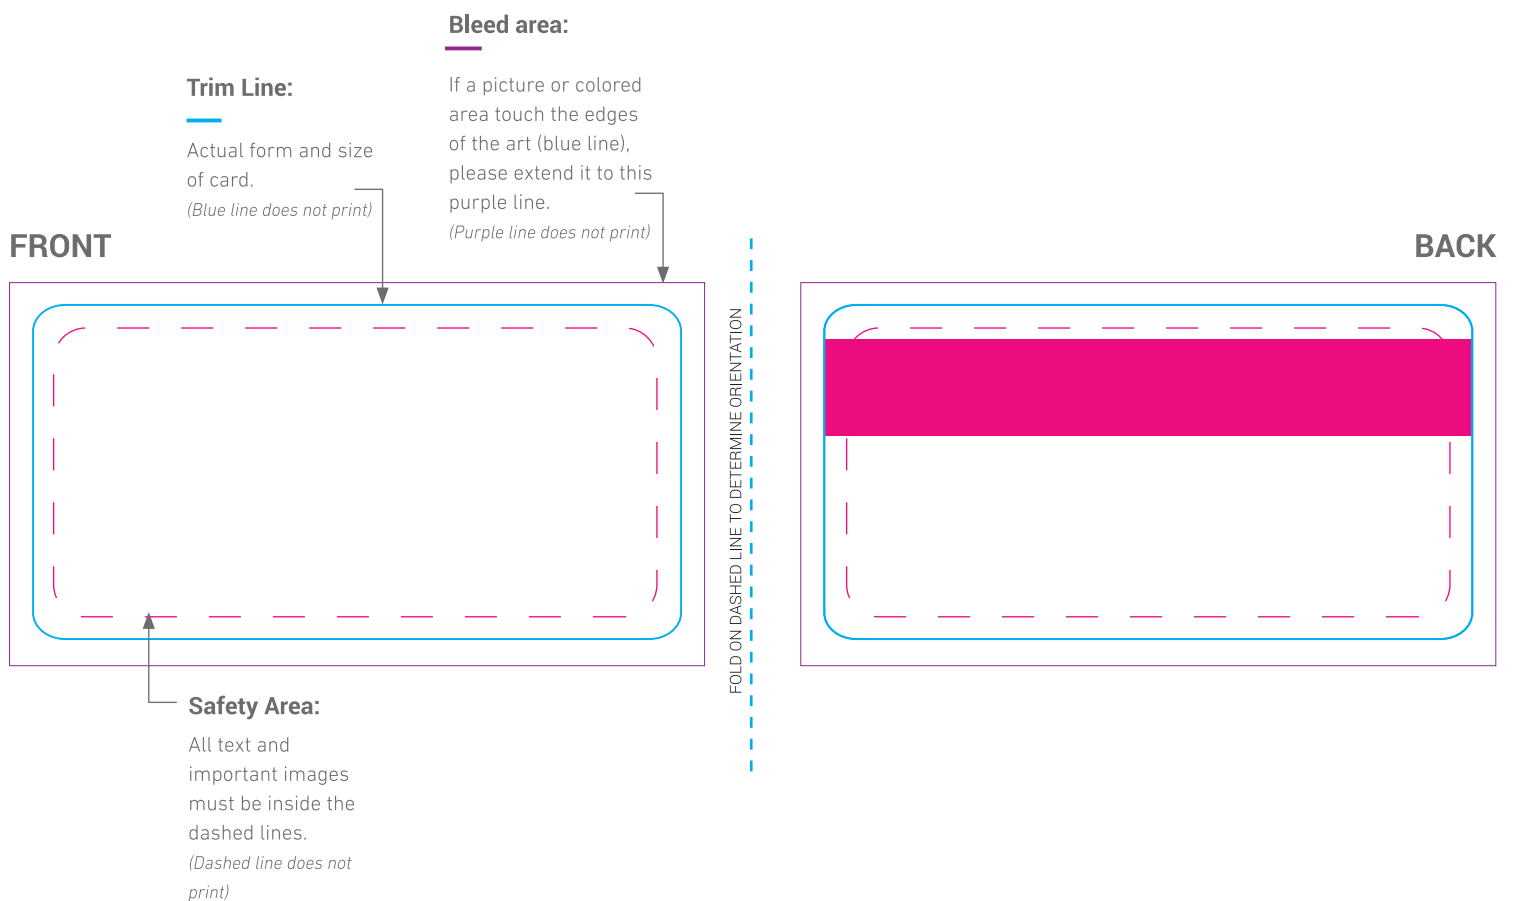 Bleed area:
If a picture or colored
area touch the edges
of the art (blue line),
please extend it to this
purple line.
(Purple line does not print)
Trim Line:
Actual form and size
of card.
(Blue line does not print)
FRONT
BACK
FOLD ON DASHED LINE TO DETERMINE ORIENTATION
Safety Area:
All text and
important images
must be inside the
dashed lines.
(Dashed line does not
print)